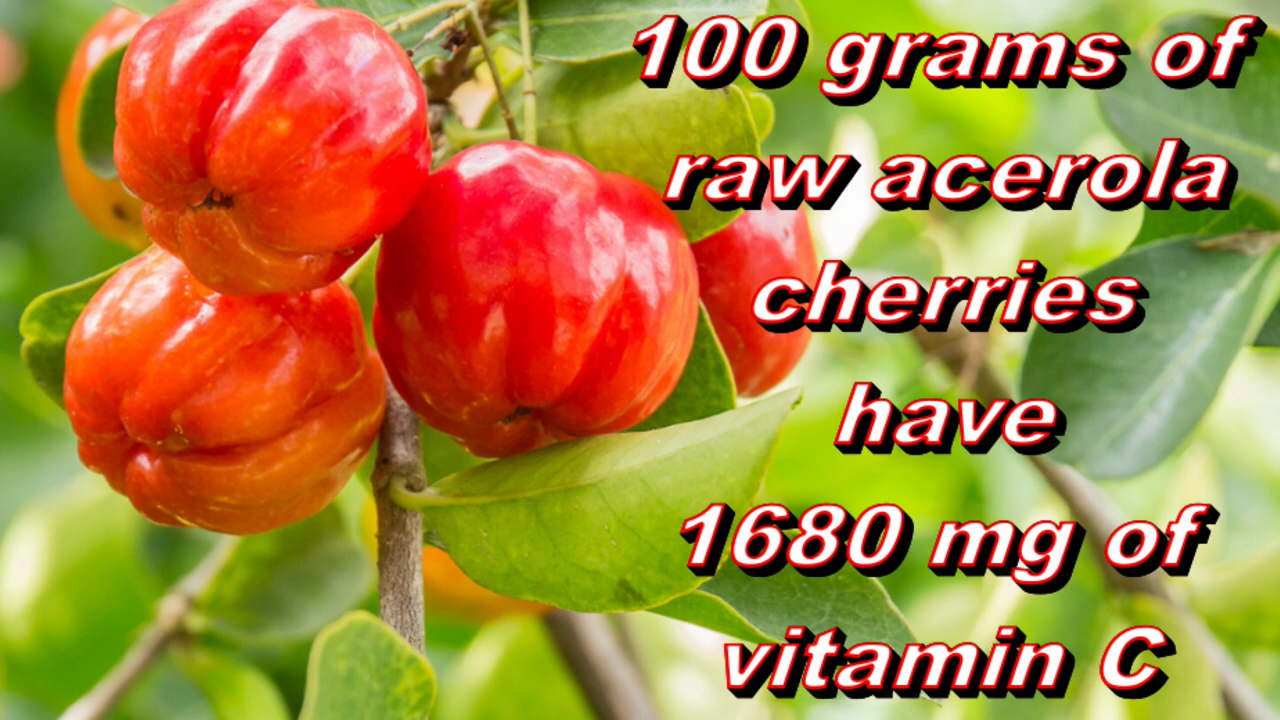 100 grams of
raw acerola
cherries
have
1680 mg of
vitamin C